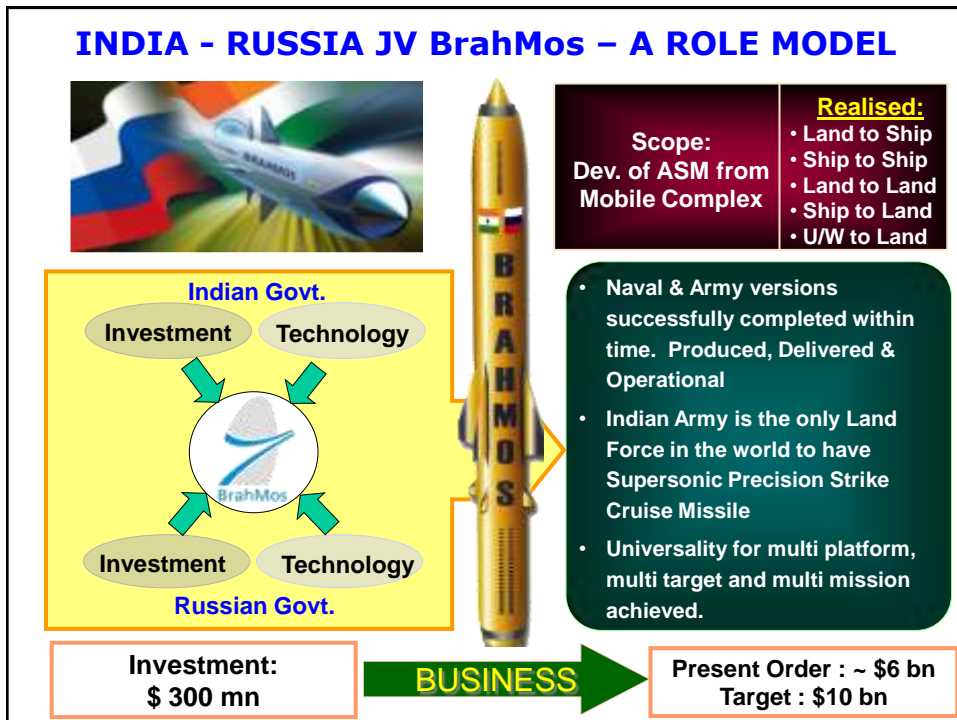 INDIA - RUSSIA JV BrahMos – A ROLE MODEL
BRAHMOS
Scope:
Dev. of ASM from
Mobile Complex
Realised:
• Land to Ship
• Ship to Ship
• Land to Land
• Ship to Land
• U/W to Land
Indian Govt.
Investment
Technology
BrahMos
Investment
Technology
Russian Govt.
BRAHMOS
• Naval & Army versions
successfully completed within
time. Produced, Delivered &
Operational
• Indian Army is the only Land
Force in the world to have
Supersonic Precision Strike
Cruise Missile
• Universality for multi platform,
multi target and multi mission
achieved.
Investment:
$ 300 mn
BUSINESS
Present Order : ~ $6 bn
Target : $10 bn